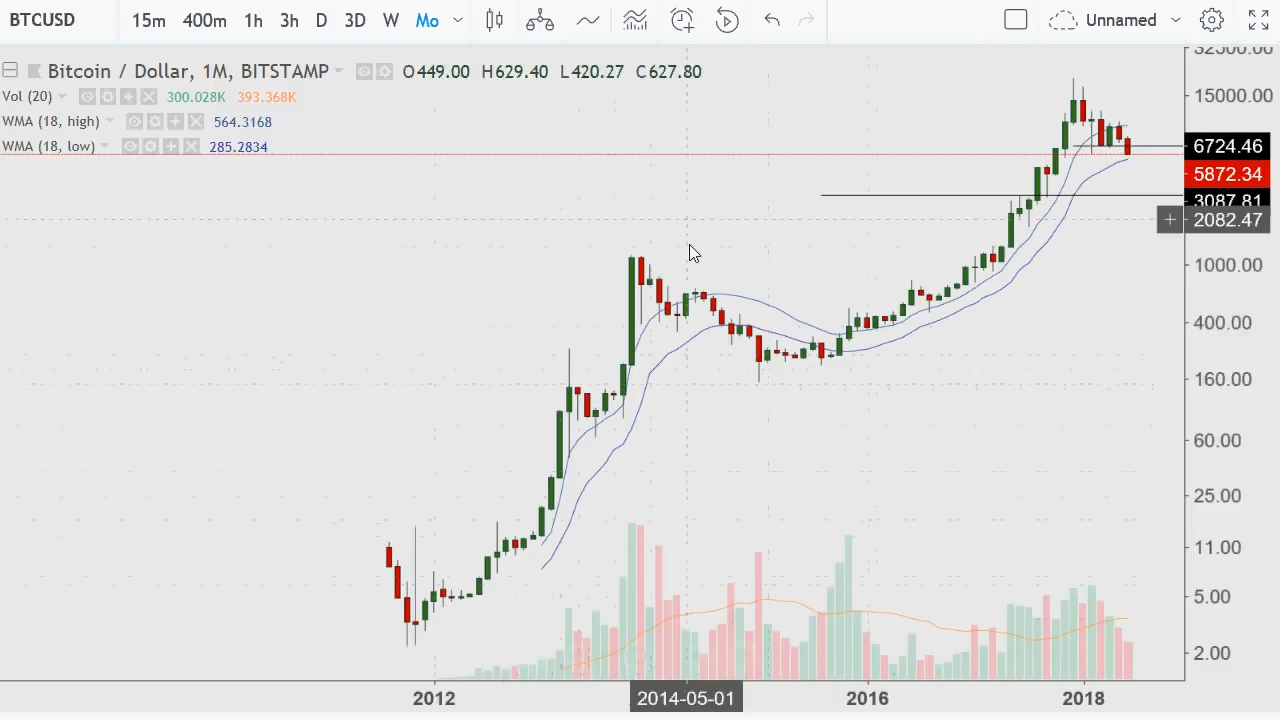 BTCUSD 15m 400m 1h 3h D 3D W Mo Unnamed
Bitcoin / Dollar, 1M, BITSTAMP O449.00 H629.40 L420.27 C627.80
Vol (20) 300.028K 393.368K
WMA (18, high) 564.3168
WMA (18, low) 285.2834
32500.00
15000.00
6724.46
5872.34
3087.81
2082.47
1000.00
400.00
160.00
60.00
25.00
11.00
5.00
2.00
2012 2014-05-01 2016 2018